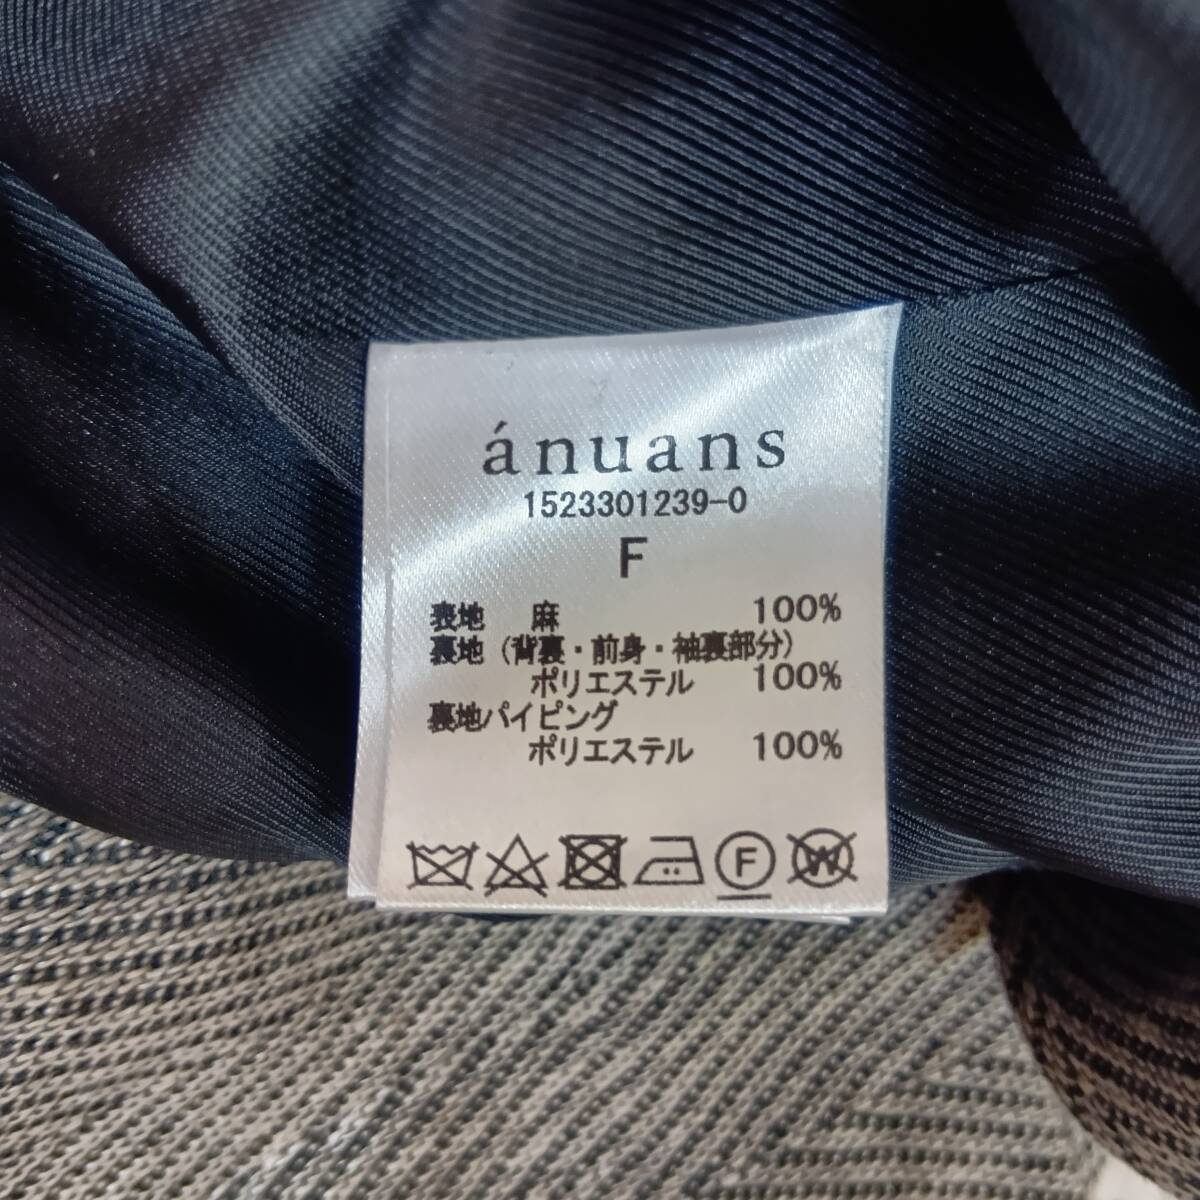 ánuans
1523301239-0
F
表地 麻 100%
裏地（背裏・前身・袖裏部分）
ポリエステル 100%
裏地パイピング
ポリエステル 100%
F W